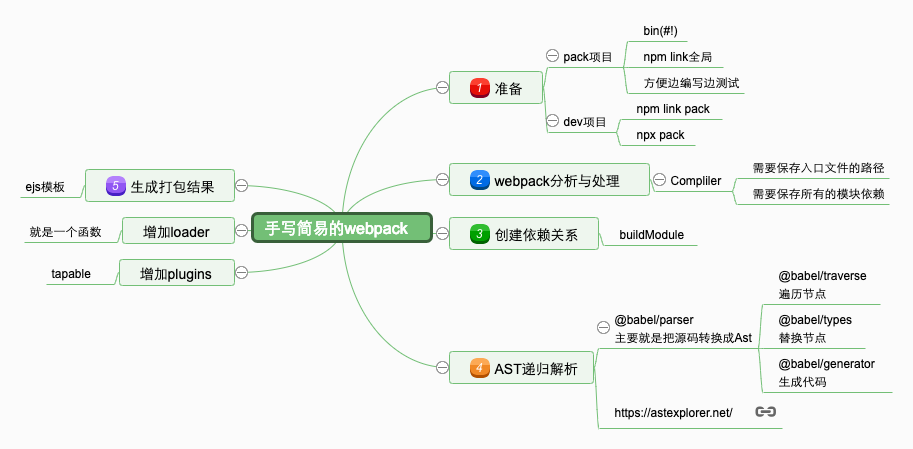 手写简易的webpack
1 准备
pack项目
bin(#!)
npm link全局
方便边编写边测试
dev项目
npm link pack
npx pack
2 webpack分析与处理
Compliler
需要保存入口文件的路径
需要保存所有的模块依赖
3 创建依赖关系
buildModule
4 AST递归解析
@babel/parser
主要就是把源码转换成Ast
@babel/traverse
遍历节点
@babel/types
替换节点
@babel/generator
生成代码
https://astexplorer.net/
5 生成打包结果
ejs模板
增加loader
就是一个函数
增加plugins
tapable